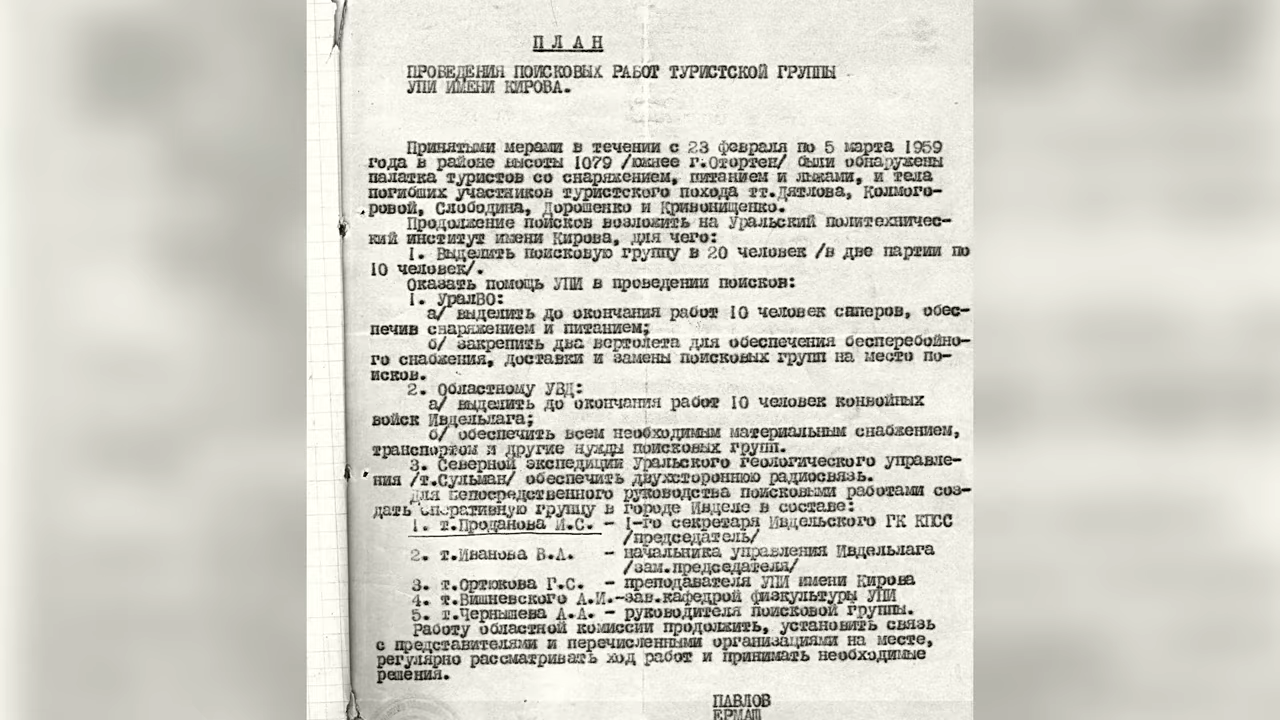 ПЛАН
ПРОВЕДЕНИЯ ПОИСКОВЫХ РАБОТ ТУРИСТСКОЙ ГРУППЫ
УПИ ИМЕНИ КИРОВА.
Принятыми мерами в течении с 23 февраля по 5 марта 1959
года в районе высоты 1079 /южнее г.Отортен/ были обнаружены
палатка туристов со снаряжением, питанием и лыжами, и тела
погибших участников туристского похода тт.Дятлова, Колмого-
ровой, Слободина, Дорошенко и Кривонищенко.
Продолжение поисков возложить на Уральский политехничес-
кий институт имени Кирова, для чего:
1. Выделить поисковую группу в 20 человек /в две партии по
10 человек/.
Оказать помощь УПИ в проведении поисков:
1. УралВО:
а/ выделить до окончания работ 10 человек саперов, обес-
печив снаряжением и питанием;
б/ закрепить два вертолета для обеспечения бесперебойно-
го снабжения, доставки и замены поисковых групп на место по-
исков.
2. Областному УВД:
а/ выделить до окончания работ 10 человек конвойных
войск Ивдельлага;
б/ обеспечить всем необходимым материальным снабжением,
транспортом и другие нужды поисковых групп.
3. Северной экспедиции Уральского геологического управле-
ния /т.Сульман/ обеспечить двухстороннюю радиосвязь.
Для непосредственного руководства поисковыми работами соз-
дать оперативную группу в городе Ивделе в составе:
1. т.Проданова И.С. - 1-го секретаря Ивдельского ГК КПСС
/председатель/
2. т.Иванова В.А. - начальника управления Ивдельлага
/зам.председателя/
3. т.Ортюкова Г.С. - преподавателя УПИ имени Кирова
4. т.Вишневского А.И.-зав.кафедрой физкультуры УПИ
5. т.Чернышева А.А. - руководителя поисковой группы.
Работу областной комиссии продолжить, установить связь
с представителями и перечисленными организациями на месте,
регулярно рассматривать ход работ и принимать необходимые
решения.
ПАВЛОВ
ЕРМАШ